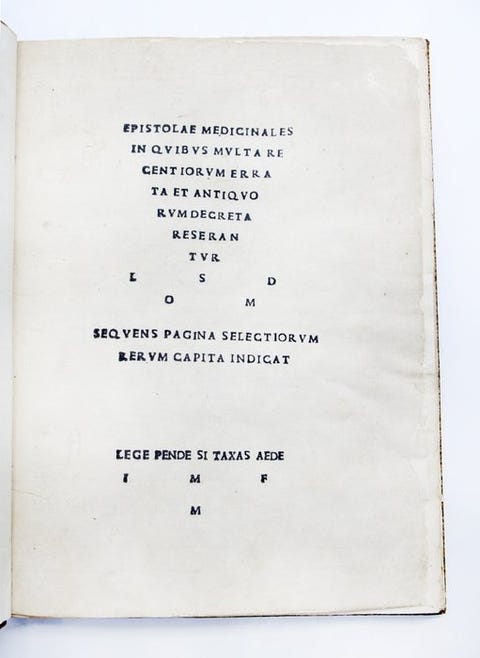 EPISTOLAE MEDICINALES
IN QVIBVS MVLTA RE
CENTIORVM ERRA
TA ET ANTIQVO
RVM DECRETA
RESERAN
TVR
L S D
O M
SEQVENS PAGINA SELECTIORVM
RERVM CAPITA INDICAT
LEGE PENDE SI TAXAS AEDE
I M F
M